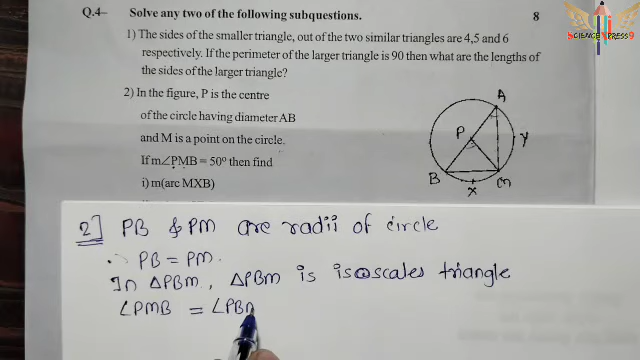 SCIENCEXPRESS9
Q.4– Solve any two of the following subquestions. 8
1) The sides of the smaller triangle, out of the two similar triangles are 4,5 and 6
respectively. If the perimeter of the larger triangle is 90 then what are the lengths of
the sides of the larger triangle?
2) In the figure, P is the centre
of the circle having diameter AB
and M is a point on the circle.
If m∠PMB = 50° then find
i) m(arc MXB)
A
P
Y
B
X
M
2] PB & PM are radii of circle
∴ PB = PM.
In ΔPBM, ΔPBM is isoscales triangle
∠PMB = ∠PBM